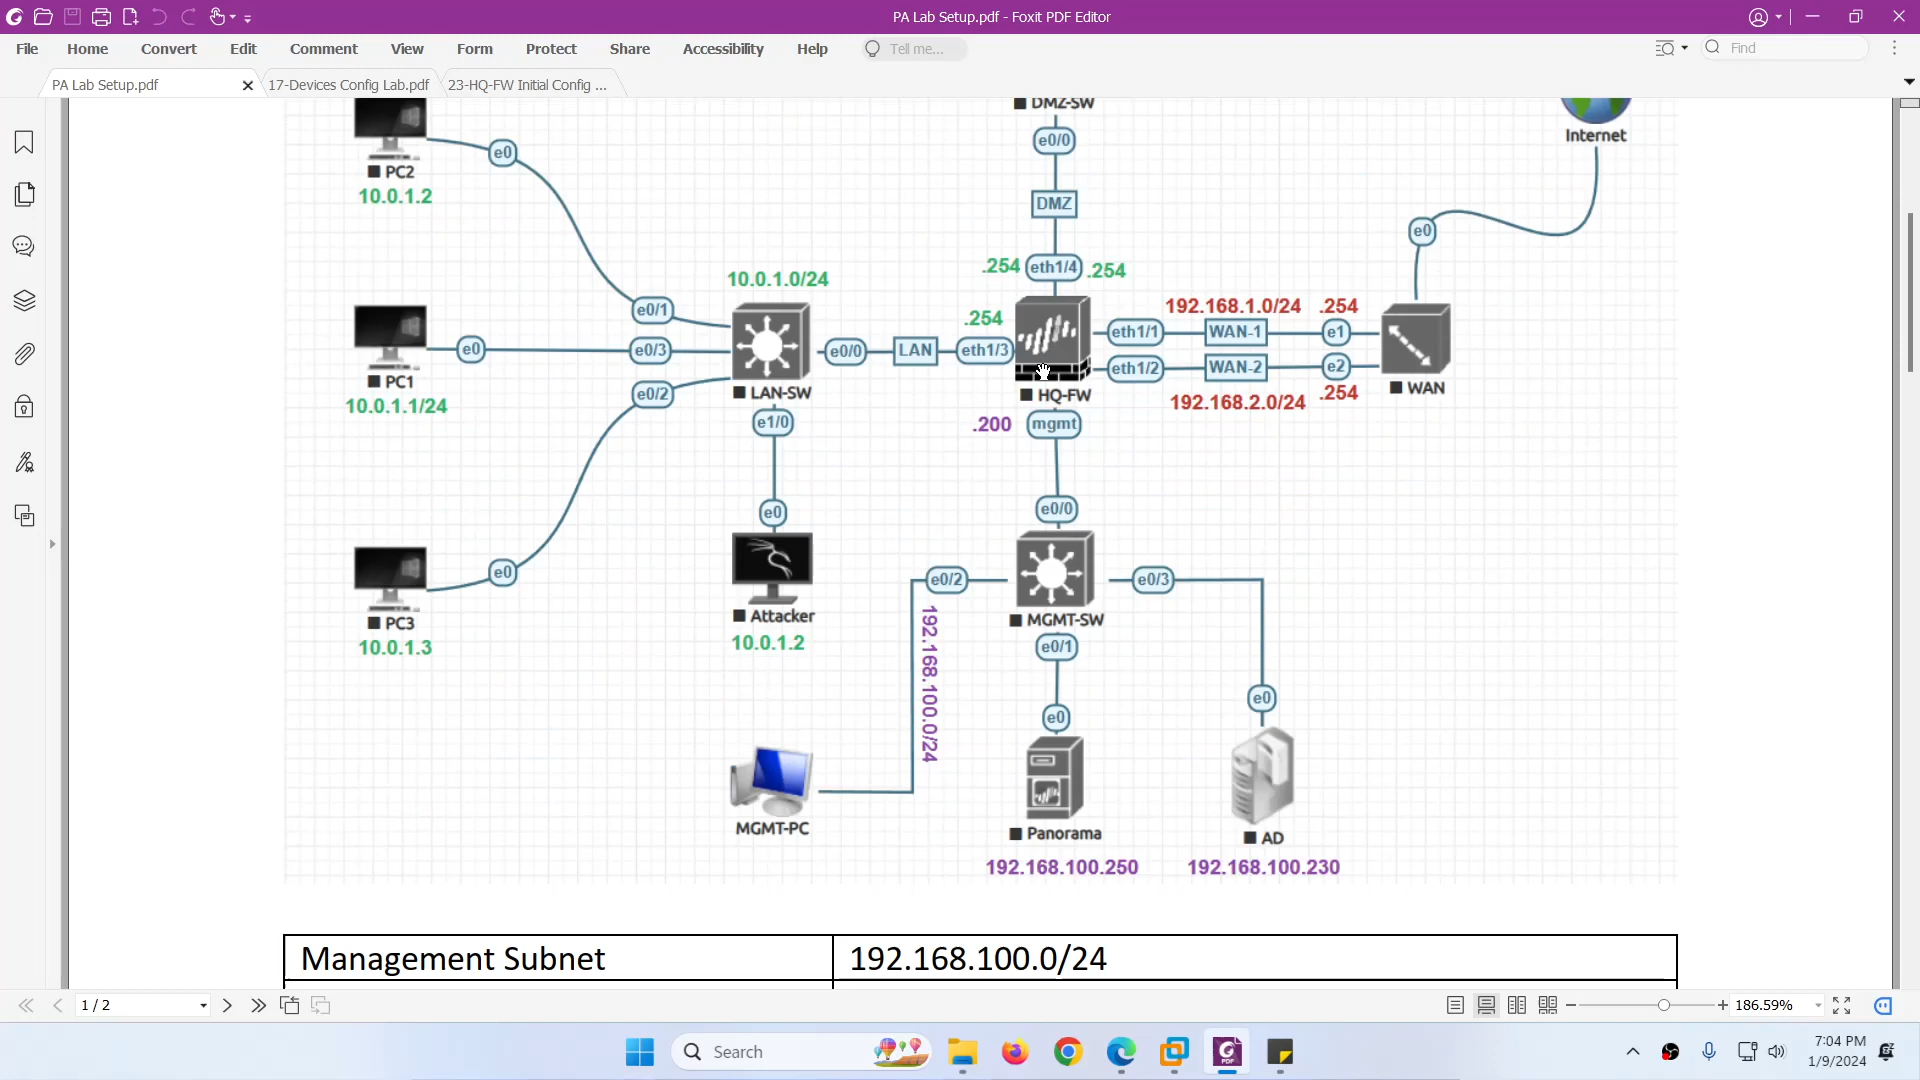 PA Lab Setup.pdf - Foxit PDF Editor
File Home Convert Edit Comment View Form Protect Share Accessibility Help Tell me... Find
PA Lab Setup.pdf 17-Devices Config Lab.pdf 23-HQ-FW Initial Config ...
DMZ-SW
e0/0
Internet
PC2
10.0.1.2
e0
DMZ
e0
.254 eth1/4 .254
10.0.1.0/24
e0/1
.254
192.168.1.0/24 .254
eth1/1 WAN-1 e1
e0 e0/3 e0/0 LAN eth1/3
eth1/2 WAN-2 e2
PC1
10.0.1.1/24
e0/2
LAN-SW
HQ-FW
WAN
192.168.2.0/24 .254
e1/0
.200 mgmt
e0
e0/0
e0
PC3
10.0.1.3
Attacker
10.0.1.2
e0/2
e0/3
MGMT-SW
e0/1
192.168.100.0/24
e0
e0
MGMT-PC
Panorama
AD
192.168.100.250
192.168.100.230
Management Subnet 192.168.100.0/24
1 / 2
186.59%
Search
7:04 PM
1/9/2024